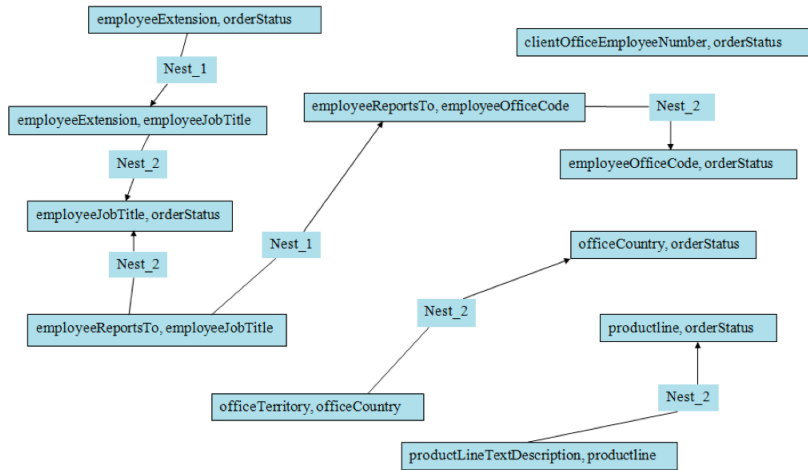 employeeExtension, orderStatus
clientOfficeEmployeeNumber, orderStatus
Nest_1
employeeReportsTo, employeeOfficeCode
Nest_2
employeeExtension, employeeJobTitle
Nest_2
employeeOfficeCode, orderStatus
employeeJobTitle, orderStatus
Nest_1
officeCountry, orderStatus
Nest_2
Nest_2
employeeReportsTo, employeeJobTitle
productline, orderStatus
Nest_2
officeTerritory, officeCountry
productLineTextDescription, productline